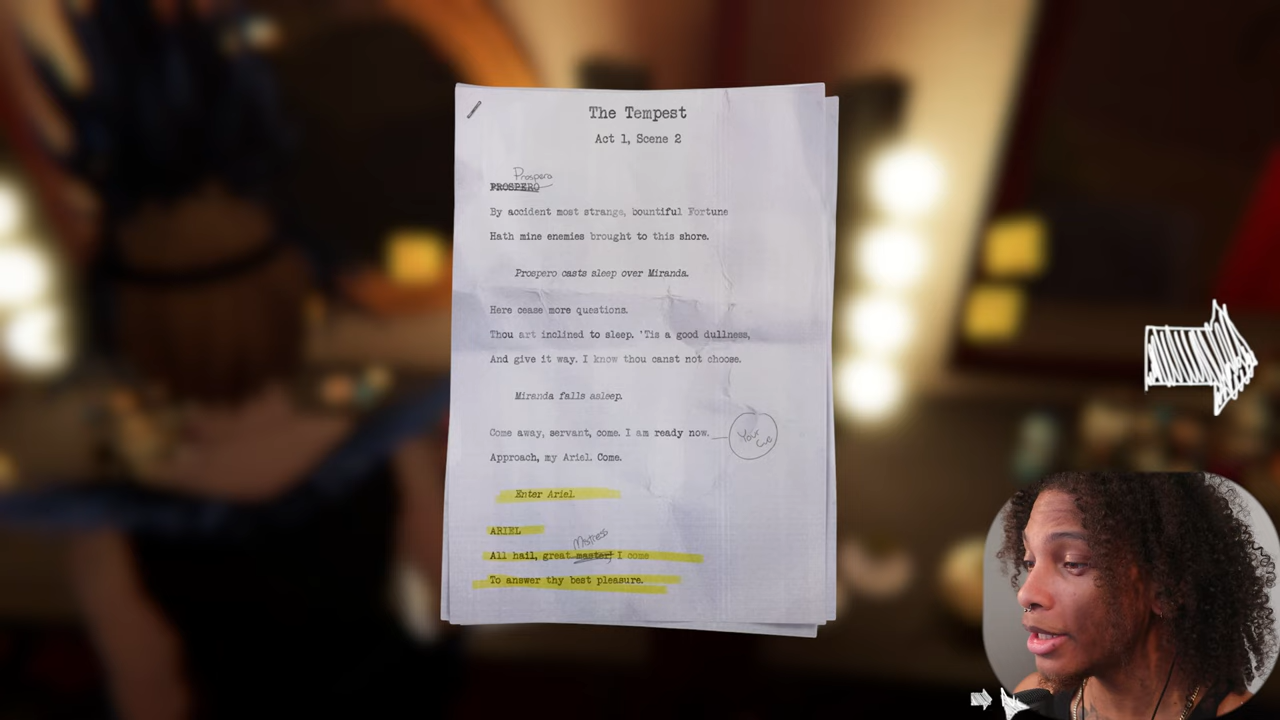 The Tempest
Act 1, Scene 2
Prospero
PROSPERO
By accident most strange, bountiful Fortune
Hath mine enemies brought to this shore.
Prospero casts sleep over Miranda.
Here cease more questions.
Thou art inclined to sleep. 'Tis a good dullness,
And give it way. I know thou canst not choose.
Miranda falls asleep.
Come away, servant, come. I am ready now.
Your cue
Approach, my Ariel. Come.
Enter Ariel.
ARIEL
Mistress
All hail, great master, I come
To answer thy best pleasure.